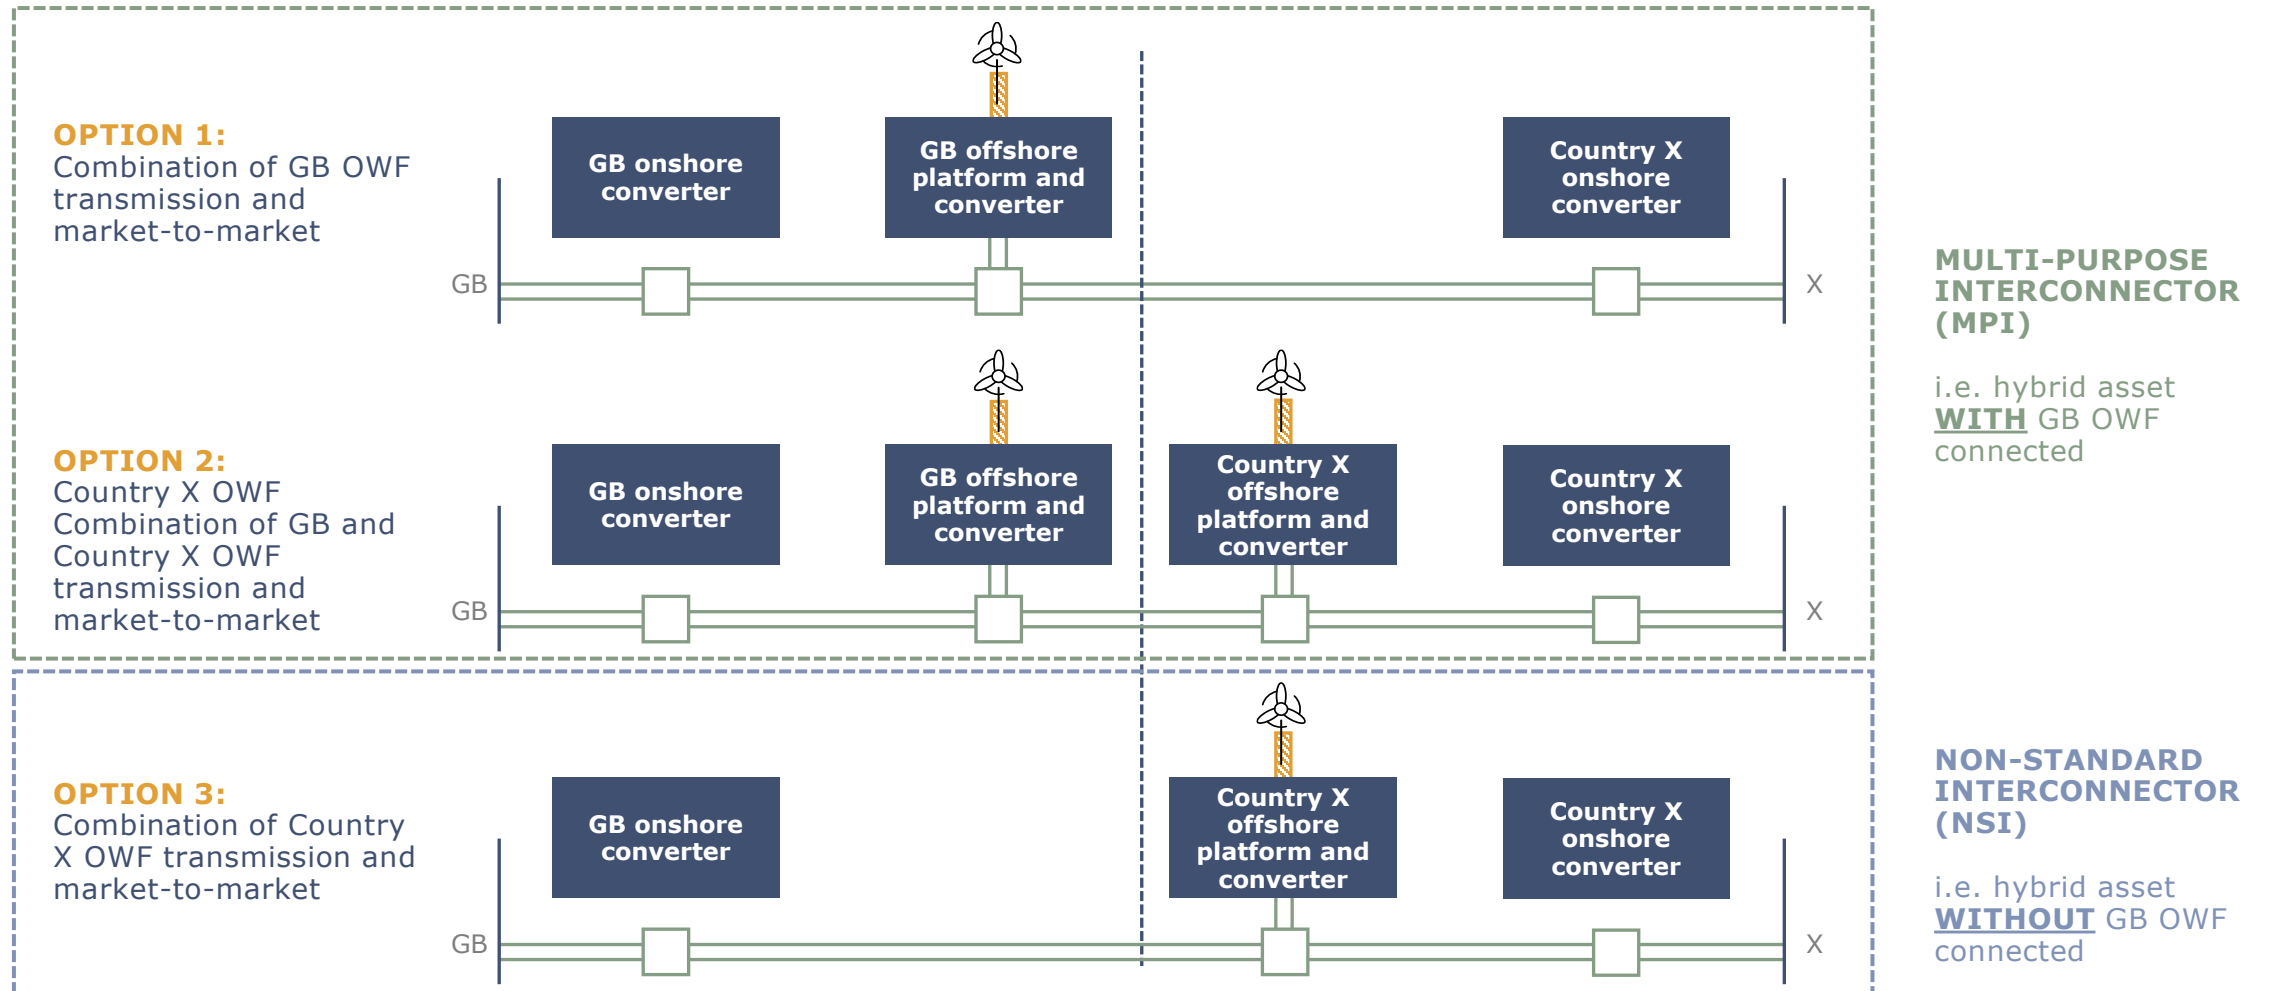 OPTION 1:
Combination of GB OWF
transmission and
market-to-market
GB onshore
converter
GB offshore
platform and
converter
Country X
onshore
converter
GB
X
OPTION 2:
Country X OWF
Combination of GB and
Country X OWF
transmission and
market-to-market
GB onshore
converter
GB offshore
platform and
converter
Country X
offshore
platform and
converter
Country X
onshore
converter
GB
X
MULTI-PURPOSE
INTERCONNECTOR
(MPI)
i.e. hybrid asset
WITH GB OWF
connected
OPTION 3:
Combination of Country
X OWF transmission and
market-to-market
GB onshore
converter
Country X
offshore
platform and
converter
Country X
onshore
converter
GB
X
NON-STANDARD
INTERCONNECTOR
(NSI)
i.e. hybrid asset
WITHOUT GB OWF
connected